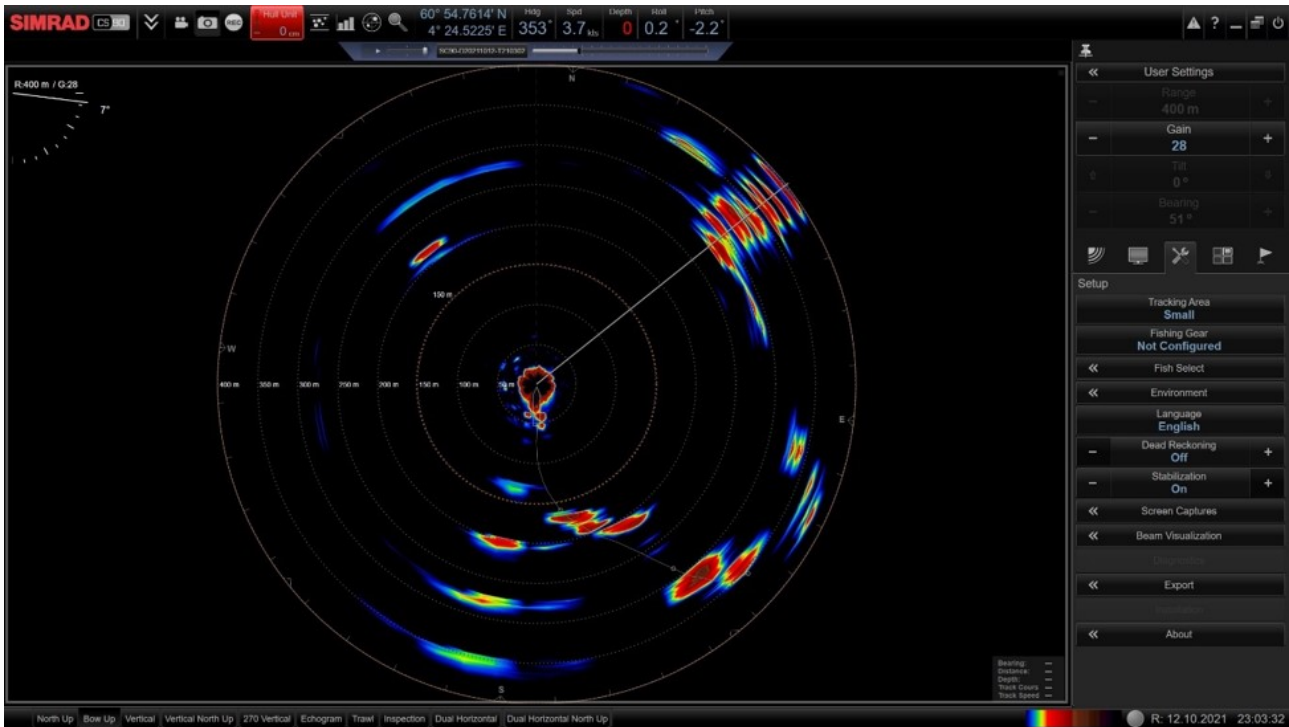 SIMRAD CS90
REC
Hull Unit
0 cm
60° 54.7614' N
4° 24.5225' E
Hdg
353°
Spd
3.7 kts
Depth
0
Roll
0.2°
Pitch
-2.2°
?
R:400 m / G:28
7°
N
W
E
S
150 m
400 m 350 m 300 m 250 m 200 m 150 m 100 m 50 m
User Settings
Range
400 m
Gain
28
Tilt
0°
Bearing
51°
Setup
Tracking Area
Small
Fishing Gear
Not Configured
Fish Select
Environment
Language
English
Dead Reckoning
Off
Stabilization
On
Screen Captures
Beam Visualization
Diagnostics
Export
Installation
About
Bearing: —
Distance: —
Depth: —
Track Cours —
Track Speed —
North Up Bow Up Vertical Vertical North Up 270 Vertical Echogram Trawl Inspection Dual Horizontal Dual Horizontal North Up
R: 12.10.2021 23:03:32